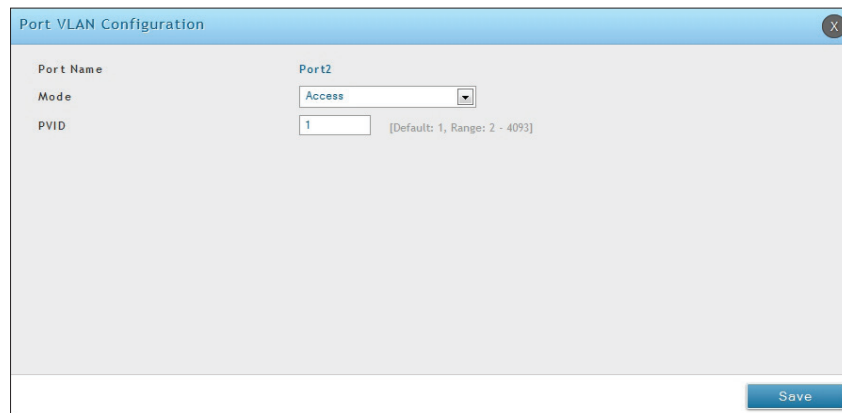 Port VLAN Configuration
X
Port Name Port2
Mode Access
PVID 1 [Default: 1, Range: 2 - 4093]
Save